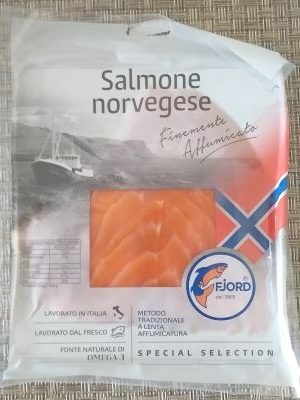 Salmone
norvegese
Finemente
Affumicato
FJORD
®
dal 1969
LAVORATO IN ITALIA
LAVORATO DAL FRESCO
FONTE NATURALE DI
OMEGA 3
METODO
TRADIZIONALE
A LENTA
AFFUMICATURA
SPECIAL SELECTION